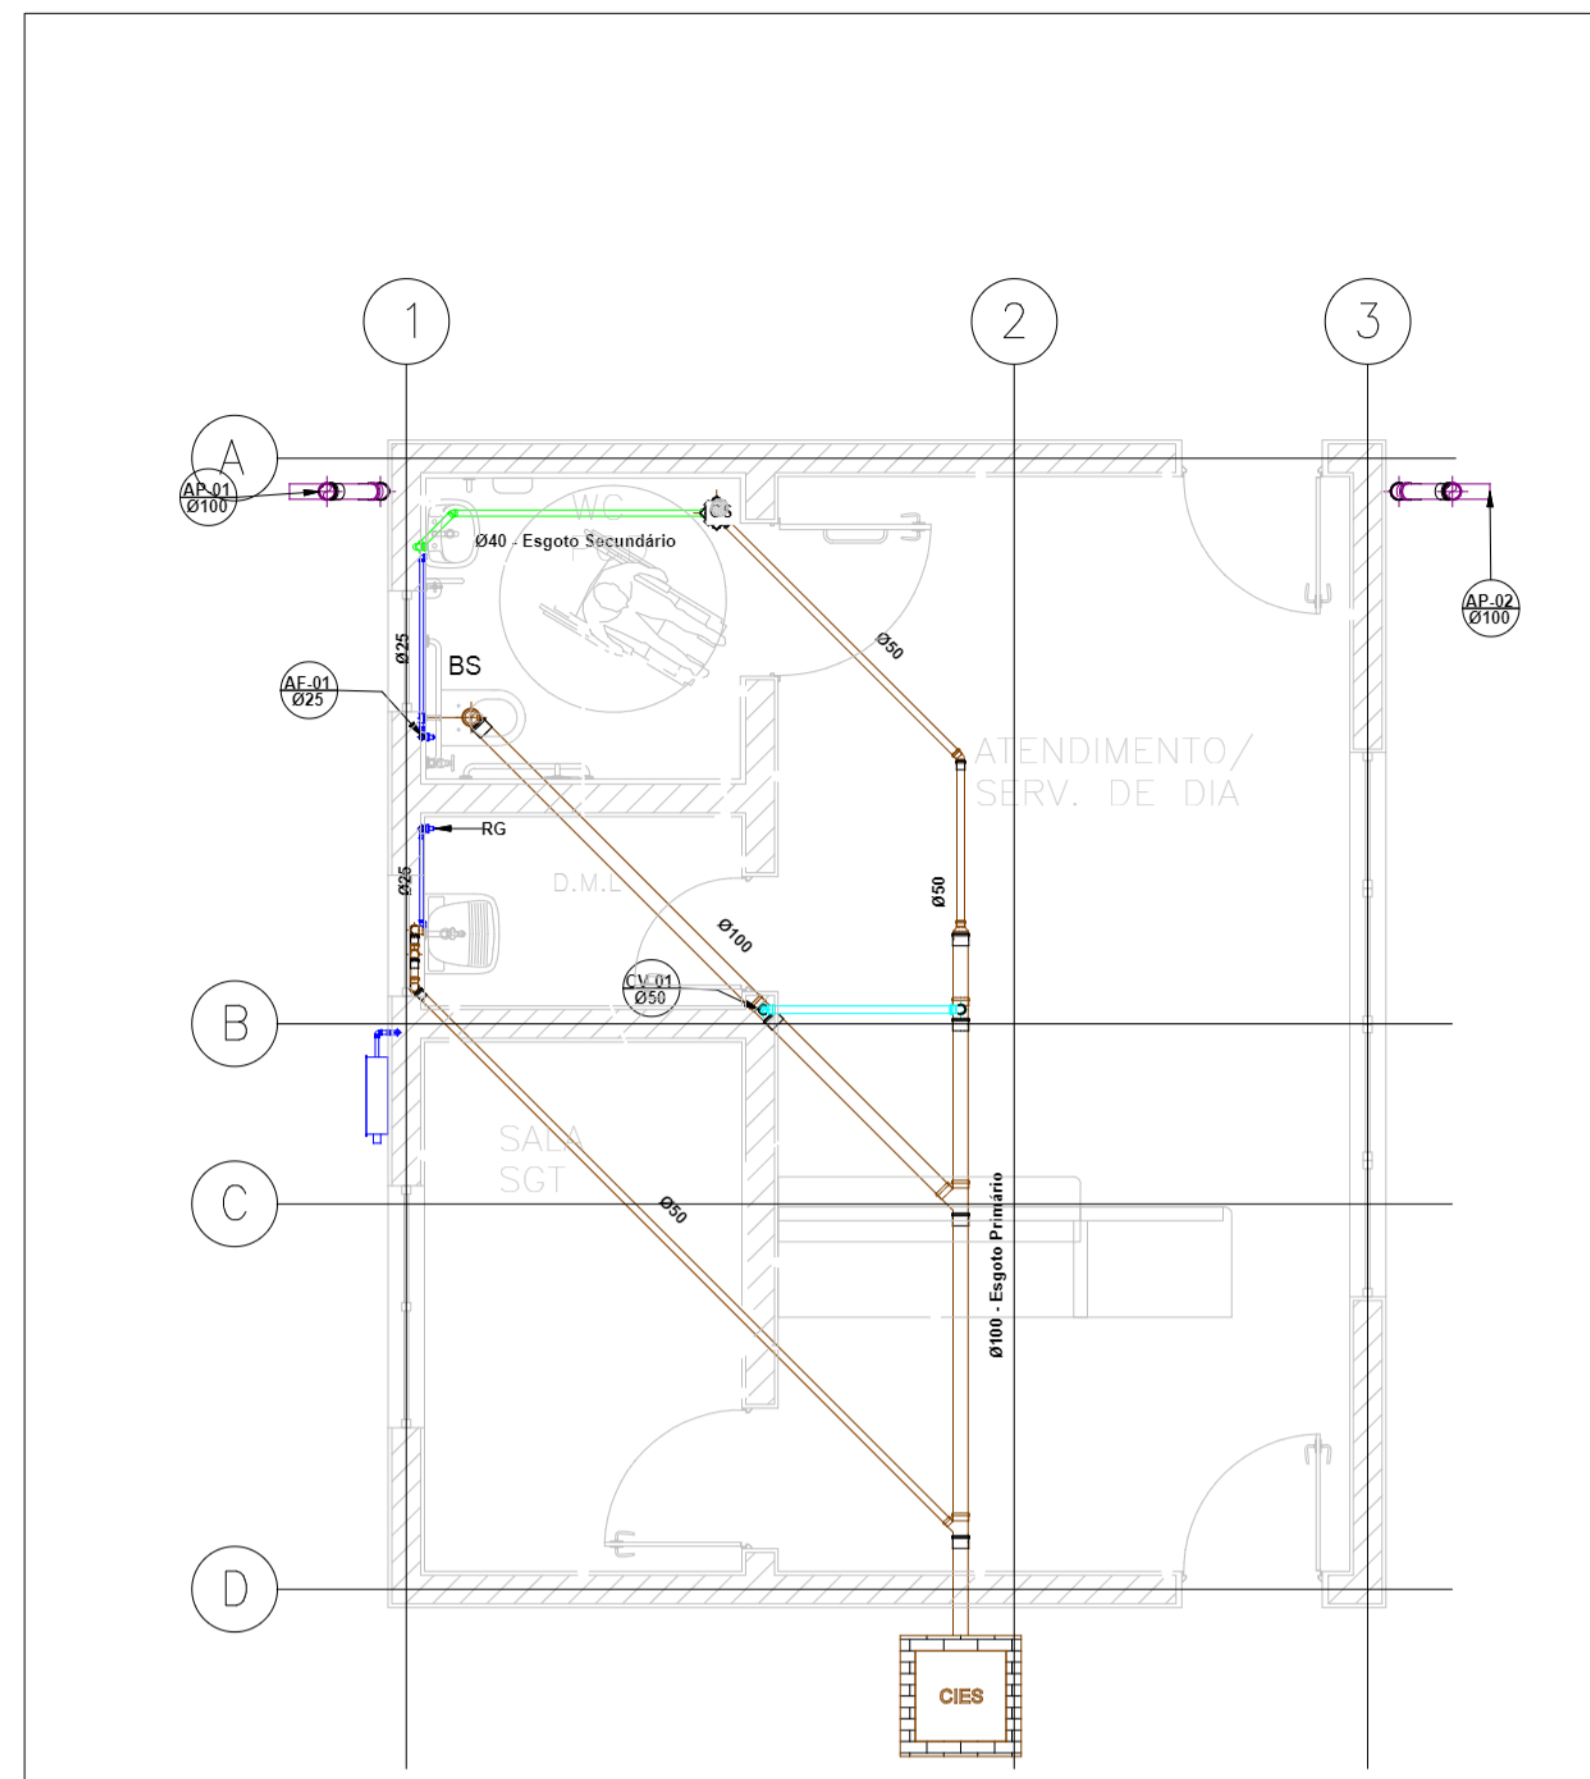 1
2
3
A
AP-01
Ø100
WC
CS
Ø40 - Esgoto Secundário
AP-02
Ø100
Ø25
Ø50
BS
AF-01
Ø25
ATENDIMENTO/
SERV. DE DIA
RG
Ø25
D.M.L
Ø50
Ø100
CV-01
Ø50
B
SALA
SGT
C
Ø50
Ø100 - Esgoto Primário
D
CIES